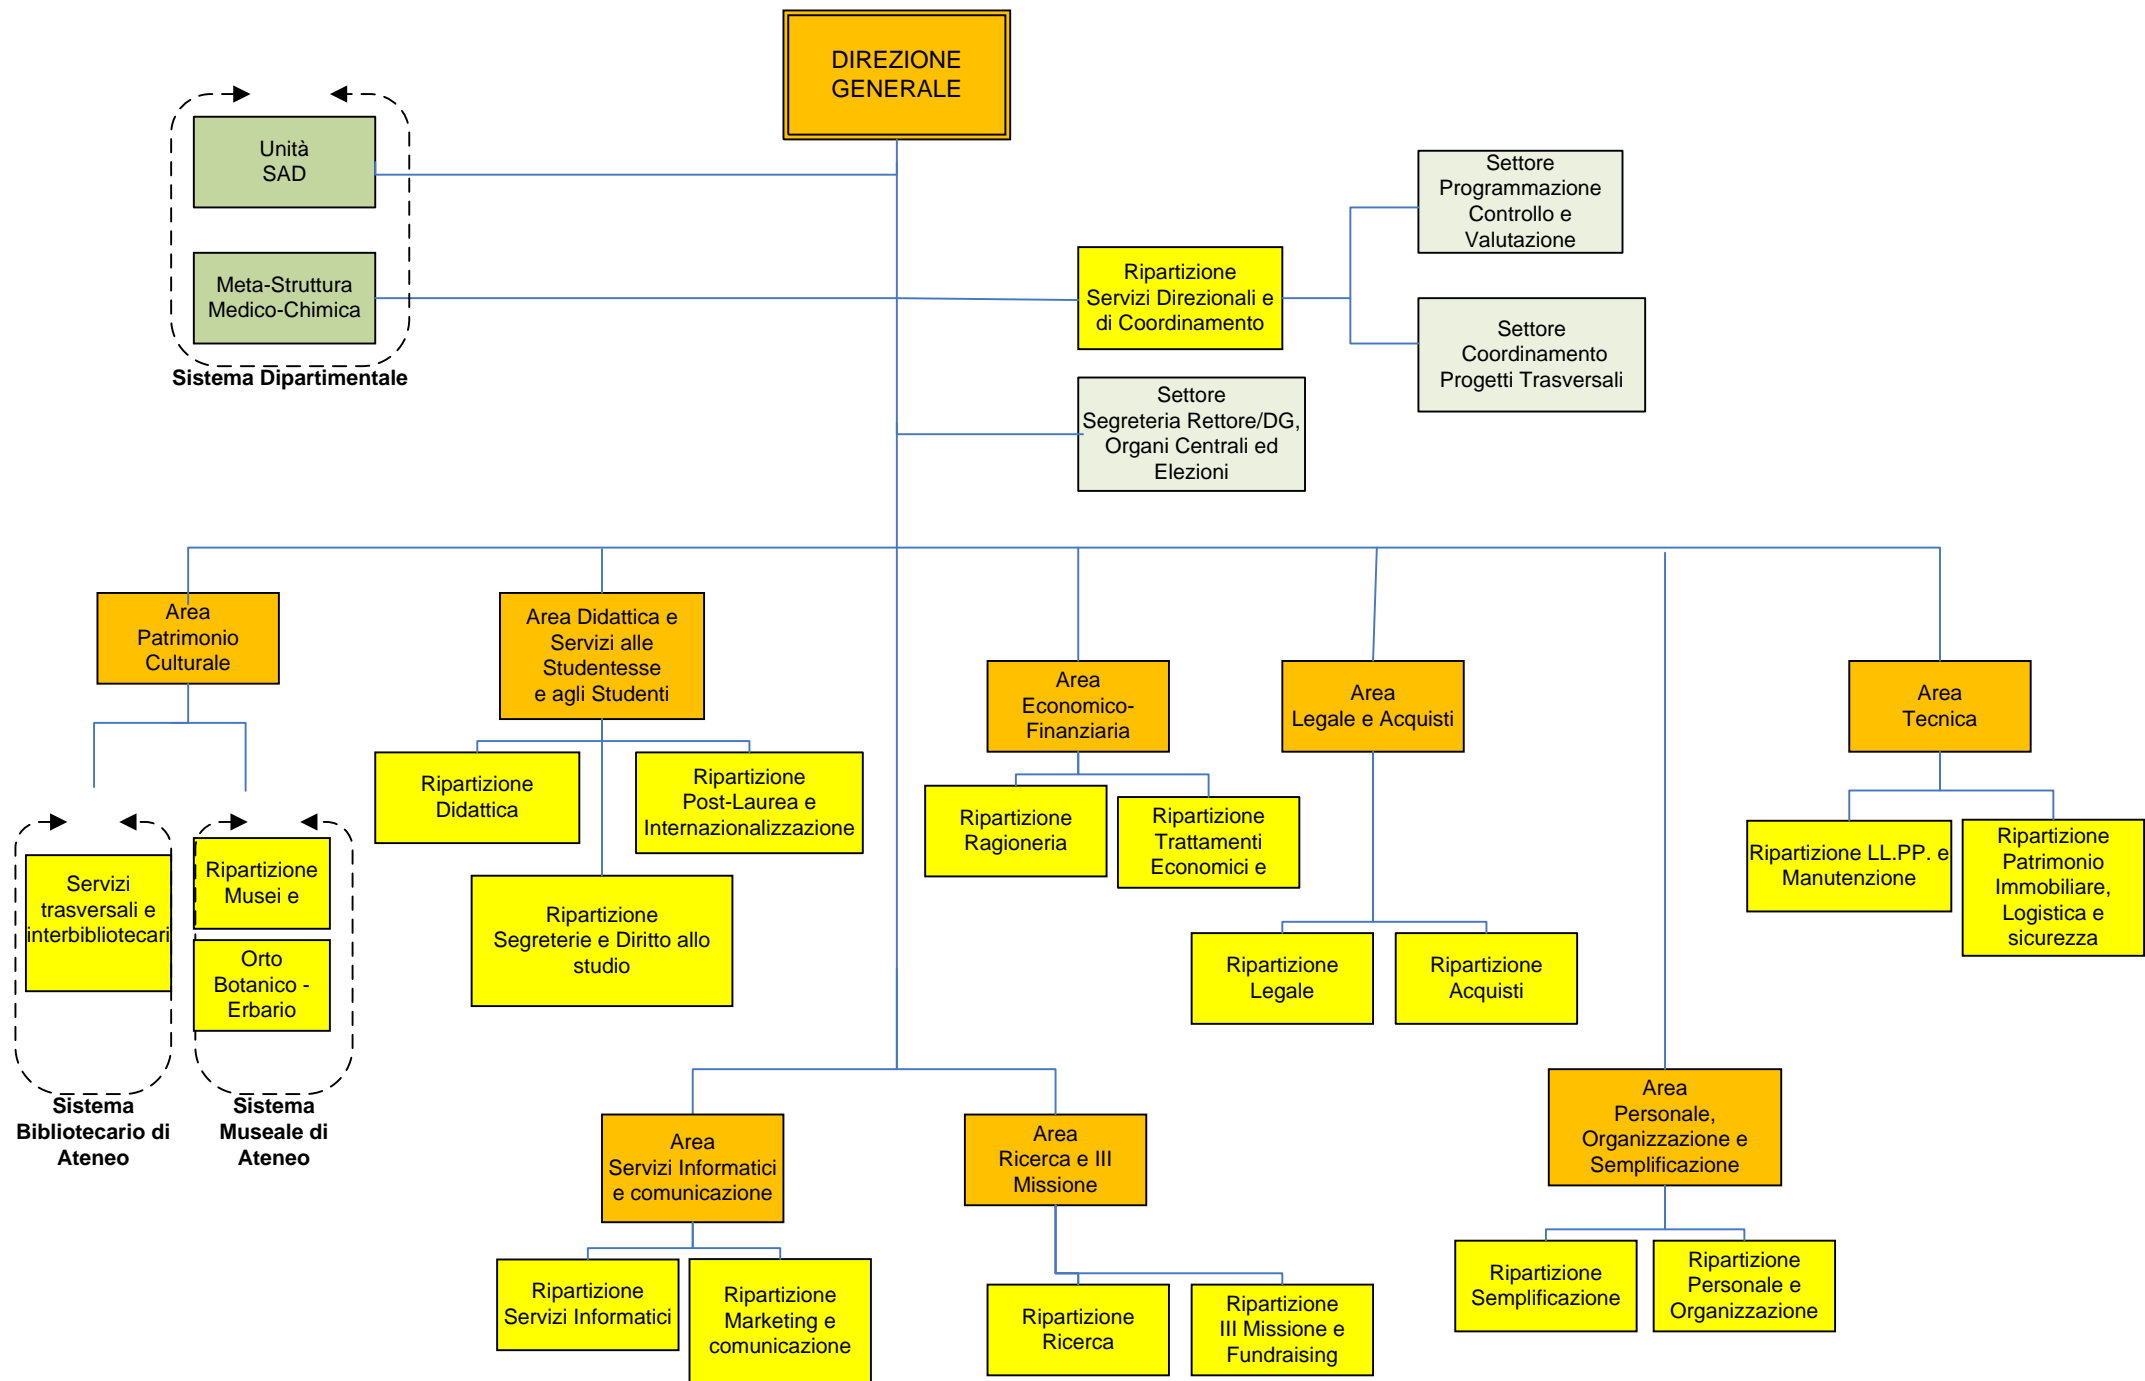 DIREZIONE
GENERALE
Unità
SAD
Meta-Struttura
Medico-Chimica
Sistema Dipartimentale
Settore
Programmazione
Controllo e
Valutazione
Ripartizione
Servizi Direzionali e
di Coordinamento
Settore
Coordinamento
Progetti Trasversali
Settore
Segreteria Rettore/DG,
Organi Centrali ed
Elezioni
Area
Patrimonio
Culturale
Area Didattica e
Servizi alle
Studentesse
e agli Studenti
Area
Economico-
Finanziaria
Area
Legale e Acquisti
Area
Tecnica
Servizi
trasversali e
interbibliotecari
Ripartizione
Musei e
Orto
Botanico -
Erbario
Sistema
Bibliotecario di
Ateneo
Sistema
Museale di
Ateneo
Ripartizione
Didattica
Ripartizione
Post-Laurea e
Internazionalizzazione
Ripartizione
Segreterie e Diritto allo
studio
Ripartizione
Ragioneria
Ripartizione
Trattamenti
Economici e
Ripartizione
Legale
Ripartizione
Acquisti
Ripartizione LL.PP. e
Manutenzione
Ripartizione
Patrimonio
Immobiliare,
Logistica e
sicurezza
Area
Servizi Informatici
e comunicazione
Area
Ricerca e III
Missione
Area
Personale,
Organizzazione e
Semplificazione
Ripartizione
Servizi Informatici
Ripartizione
Marketing e
comunicazione
Ripartizione
Ricerca
Ripartizione
III Missione e
Fundraising
Ripartizione
Semplificazione
Ripartizione
Personale e
Organizzazione